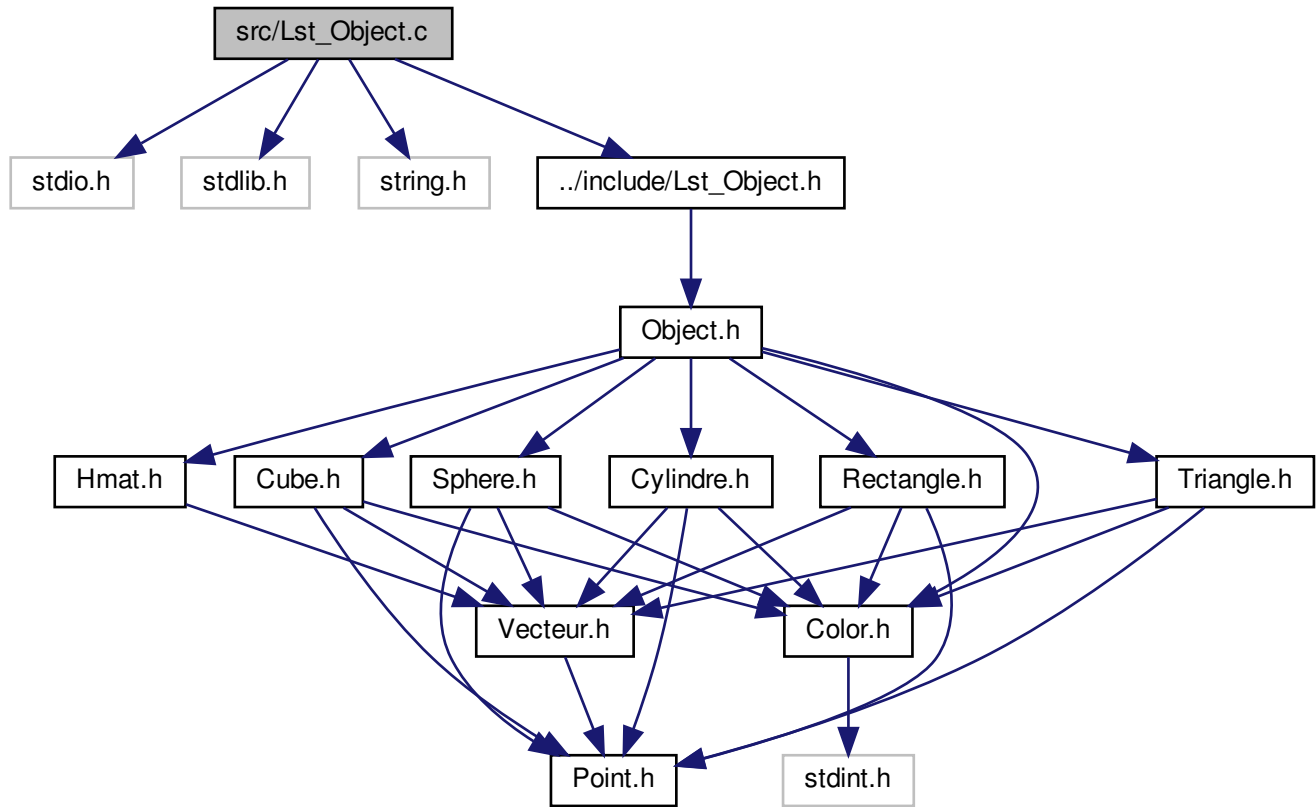 src/Lst_Object.c
stdio.h
stdlib.h
string.h
../include/Lst_Object.h
Object.h
Hmat.h
Cube.h
Sphere.h
Cylindre.h
Rectangle.h
Triangle.h
Vecteur.h
Color.h
Point.h
stdint.h